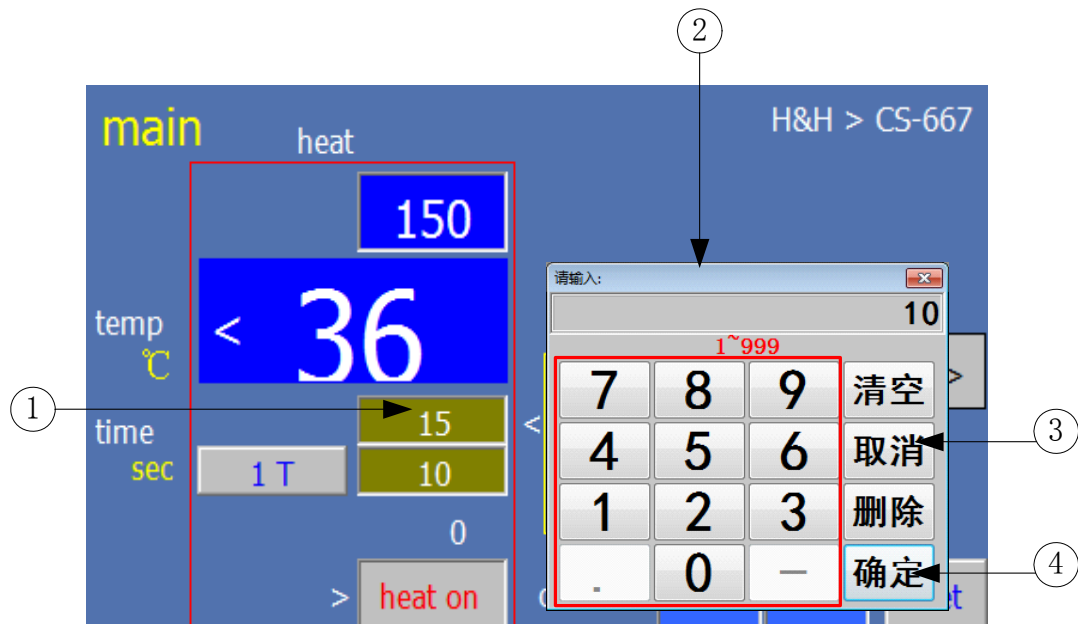 2
main
H&H > CS-667
heat
150
请输入:
10
temp
℃
< 36
1~999
7 8 9 清空
>
1
15
<
time
sec
4 5 6 取消
3
1 T
10
1 2 3 删除
0
. 0 - 确定
4
> heat on